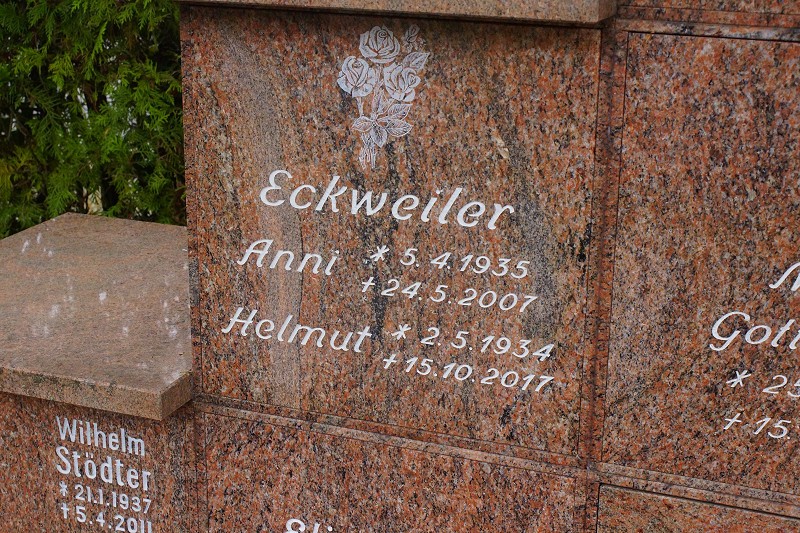 Eckweiler
Anni * 5.4.1935
+ 24.5.2007
Helmut * 2.5.1934
+ 15.10.2017
Wilhelm
Städter
* 21.1.1937
+ 5.4.2011